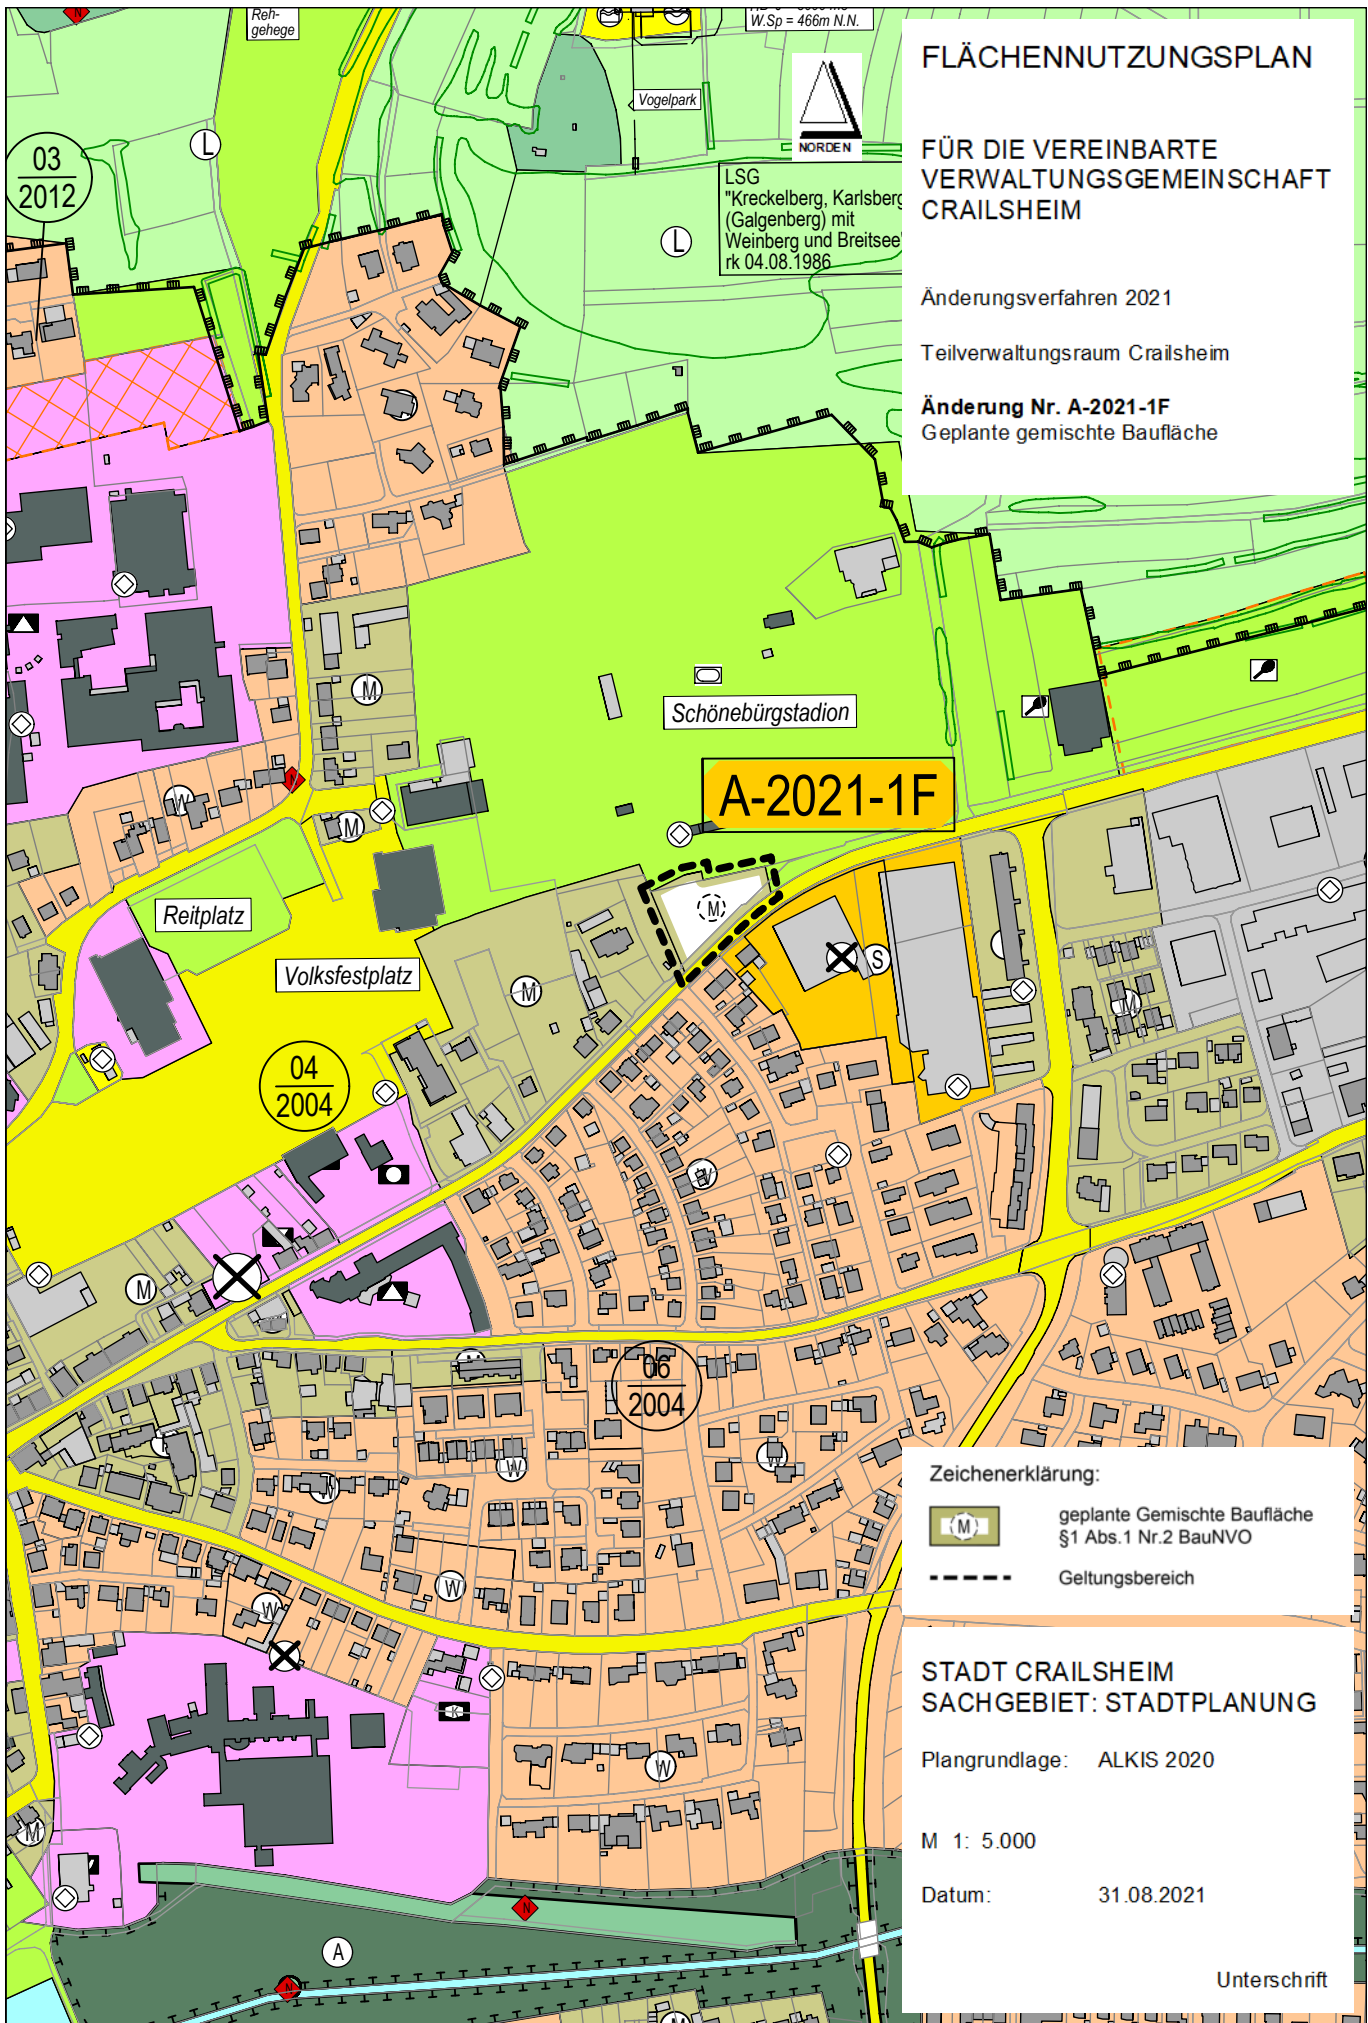 Reh-
gehege
W.Sp = 466m N.N.
Vogelpark
NORDEN
03
2012
L
L
LSG
"Kreckelberg, Karlsberg
(Galgenberg) mit
Weinberg und Breitsee"
rk 04.08.1986
FLÄCHENNUTZUNGSPLAN
FÜR DIE VEREINBARTE
VERWALTUNGSGEMEINSCHAFT
CRAILSHEIM
Änderungsverfahren 2021
Teilverwaltungsraum Crailsheim
Änderung Nr. A-2021-1F
Geplante gemischte Baufläche
Schönebürgstadion
A-2021-1F
M
W
M
N
Reitplatz
Volksfestplatz
M
M
S
M
04
2004
W
M
06
2004
W
W
W
W
W
W
M
K
N
A
N
M
Zeichenerklärung:
M geplante Gemischte Baufläche
§1 Abs.1 Nr.2 BauNVO
Geltungsbereich
STADT CRAILSHEIM
SACHGEBIET: STADTPLANUNG
Plangrundlage: ALKIS 2020
M 1: 5.000
Datum: 31.08.2021
Unterschrift